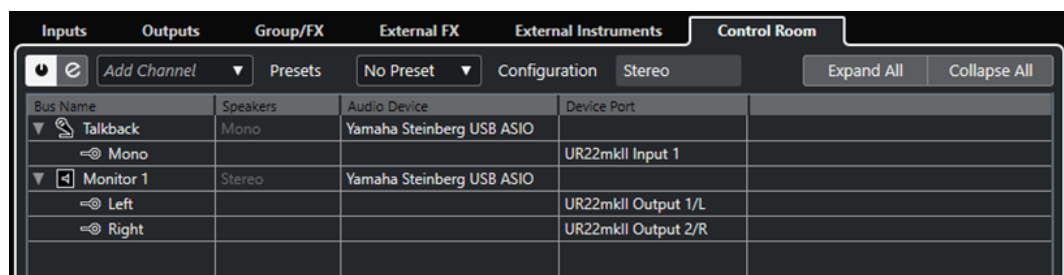 Inputs Outputs Group/FX External FX External Instruments Control Room
Add Channel Presets No Preset Configuration Stereo Expand All Collapse All
Bus Name Speakers Audio Device Device Port
Talkback Mono Yamaha Steinberg USB ASIO
Mono UR22mkII Input 1
Monitor 1 Stereo Yamaha Steinberg USB ASIO
Left UR22mkII Output 1/L
Right UR22mkII Output 2/R